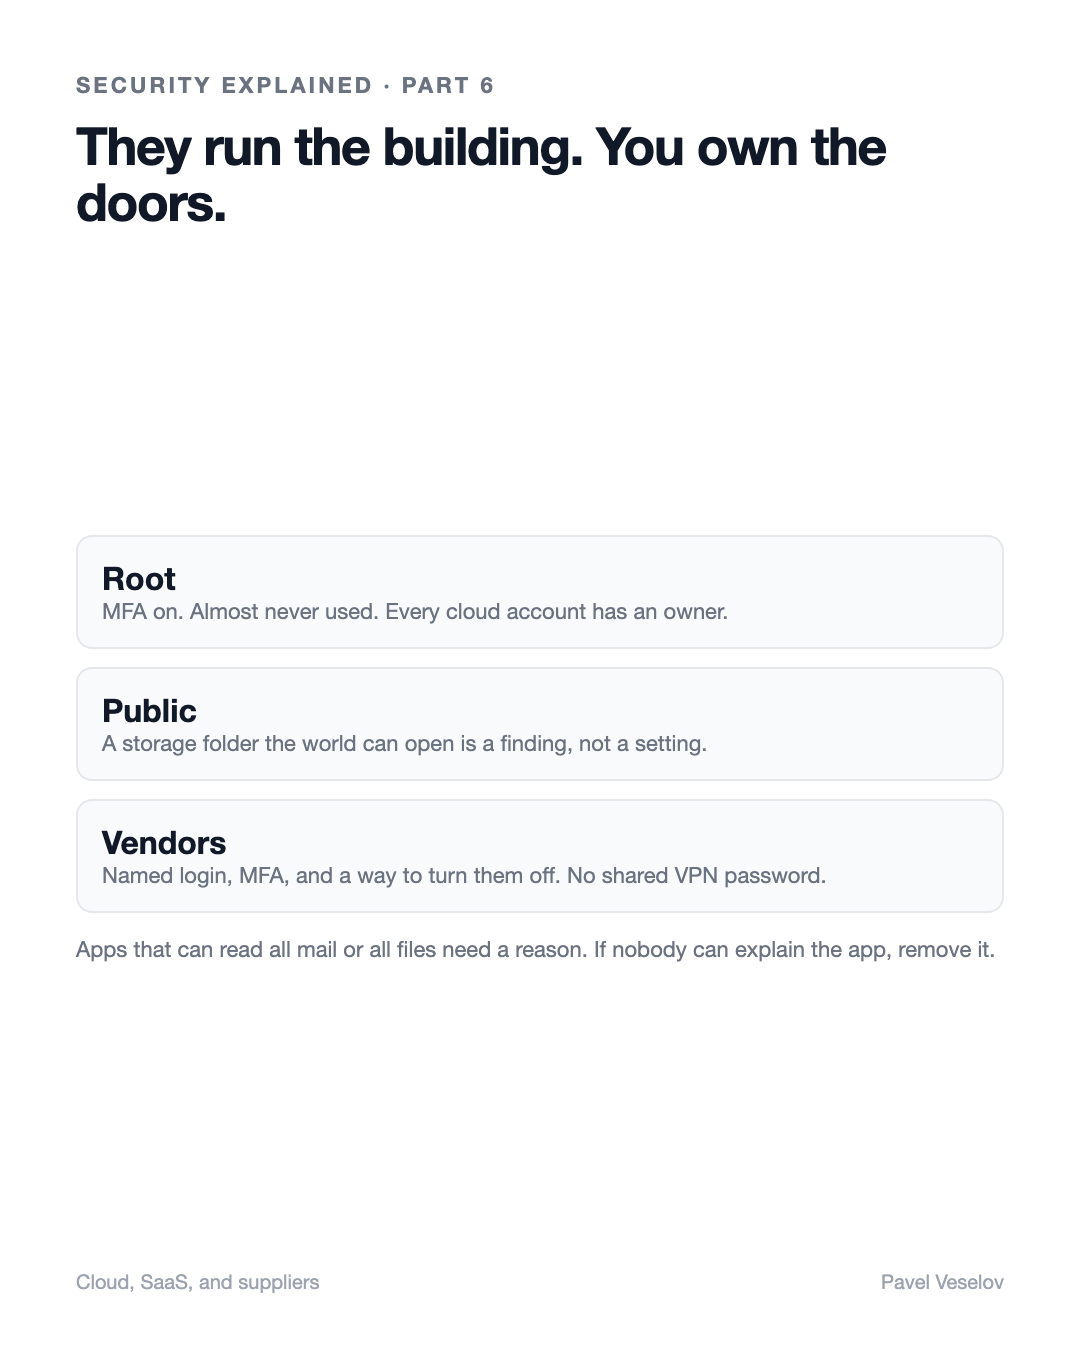 SECURITY EXPLAINED · PART 6
They run the building. You own the
doors.
Root
MFA on. Almost never used. Every cloud account has an owner.
Public
A storage folder the world can open is a finding, not a setting.
Vendors
Named login, MFA, and a way to turn them off. No shared VPN password.
Apps that can read all mail or all files need a reason. If nobody can explain the app, remove it.
Cloud, SaaS, and suppliers
Pavel Veselov